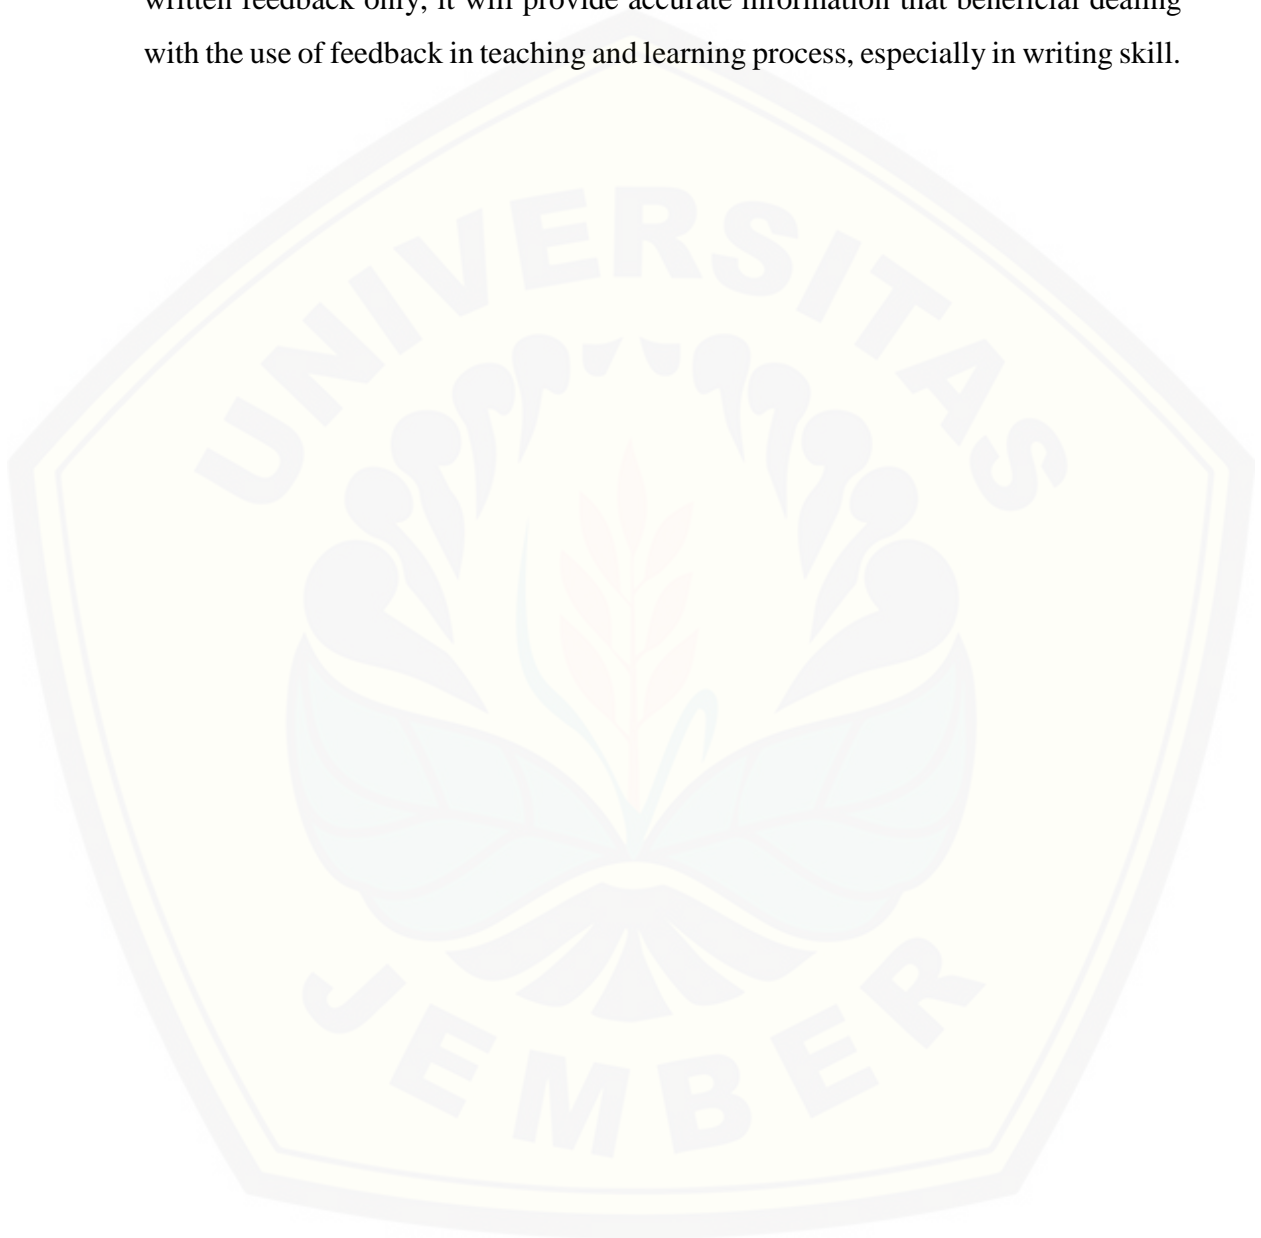 written feedback only, it will provide accurate information that beneficial dealing
with the use of feedback in teaching and learning process, especially in writing skill.
UNIVERSITAS
JEMBER